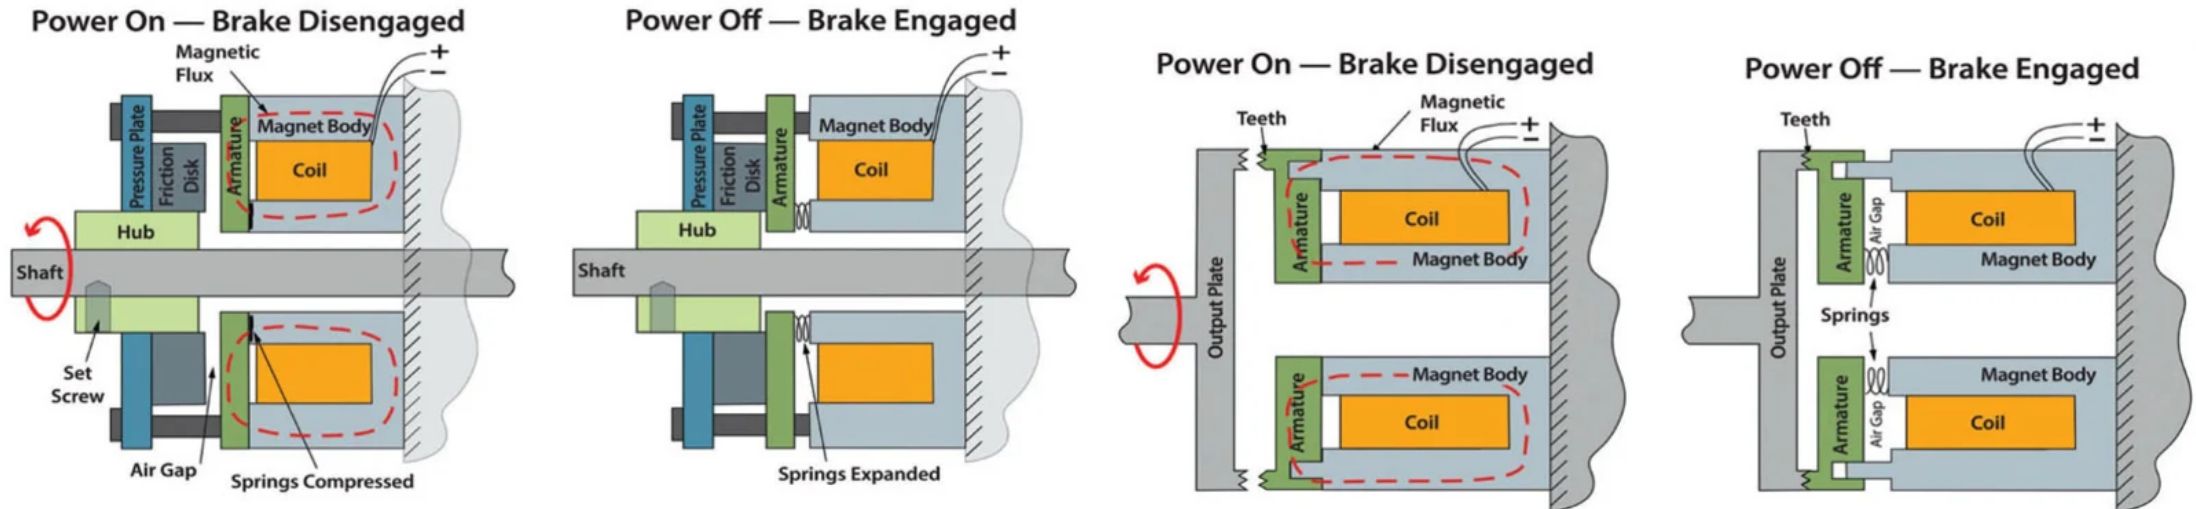 Power On — Brake Disengaged
Magnetic
Flux
+
−
Pressure Plate
Friction
Disk
Armature
Magnet Body
Coil
Hub
Shaft
Set
Screw
Air Gap
Springs Compressed
Power Off — Brake Engaged
+
−
Pressure Plate
Friction
Disk
Armature
Magnet Body
Coil
Hub
Shaft
Springs Expanded
Power On — Brake Disengaged
Teeth
Magnetic
Flux
+
−
Armature
Coil
Magnet Body
Output Plate
Magnet Body
Armature
Coil
Power Off — Brake Engaged
Teeth
+
−
Armature
Air Gap
Coil
Magnet Body
Output Plate
Springs
Magnet Body
Armature
Air Gap
Coil